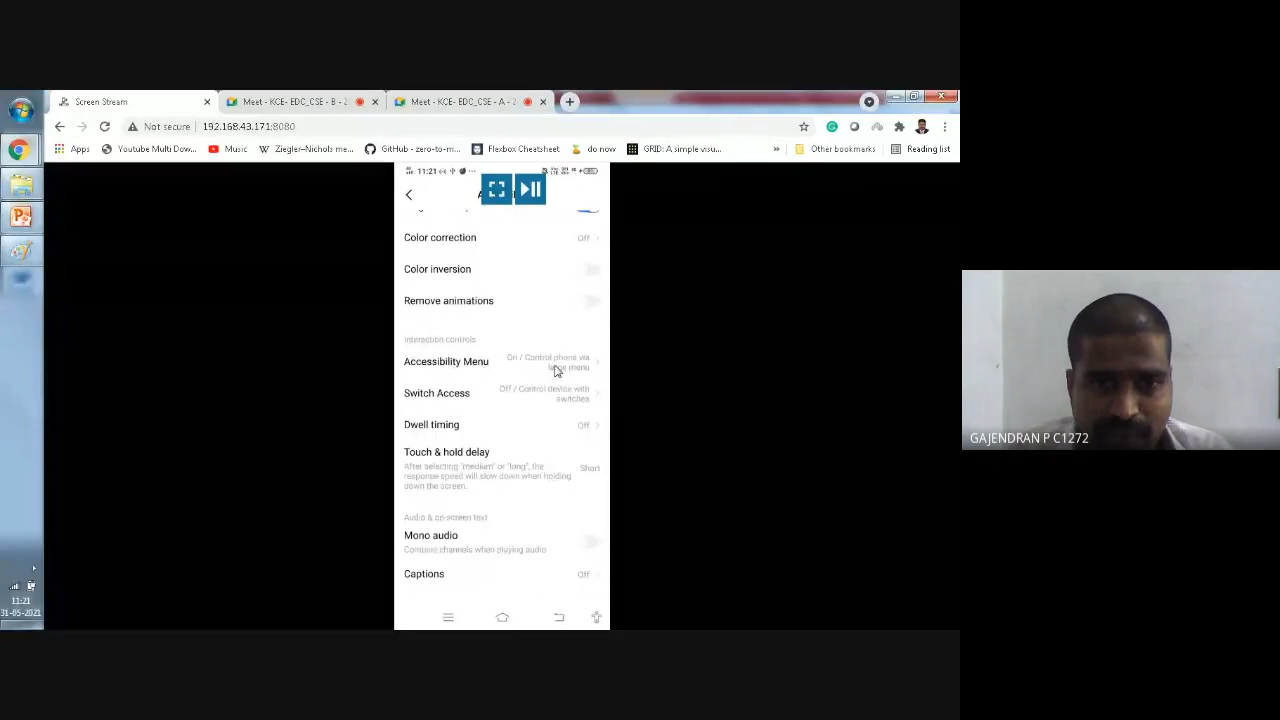 Screen Stream
Meet - KCE- EDC_CSE - B - 2
Meet - KCE- EDC_CSE - A - 2
Not secure
192.168.43.171:8080
Apps
Youtube Multi Dow...
Music
Ziegler–Nichols me...
GitHub - zero-to-m...
Flexbox Cheatsheet
do now
GRID: A simple visu...
»
Other bookmarks
Reading list
11:21
Color correction
Off
Color inversion
Remove animations
Interaction controls
Accessibility Menu
On / Control phone via
large menu
Switch Access
Off / Control device with
switches
Dwell timing
Off
Touch & hold delay
After selecting "medium" or "long", the
response speed will slow down when holding
down the screen.
Short
Audio & on-screen text
Mono audio
Combine channels when playing audio
Captions
Off
11:21
31-05-2021
GAJENDRAN P C1272